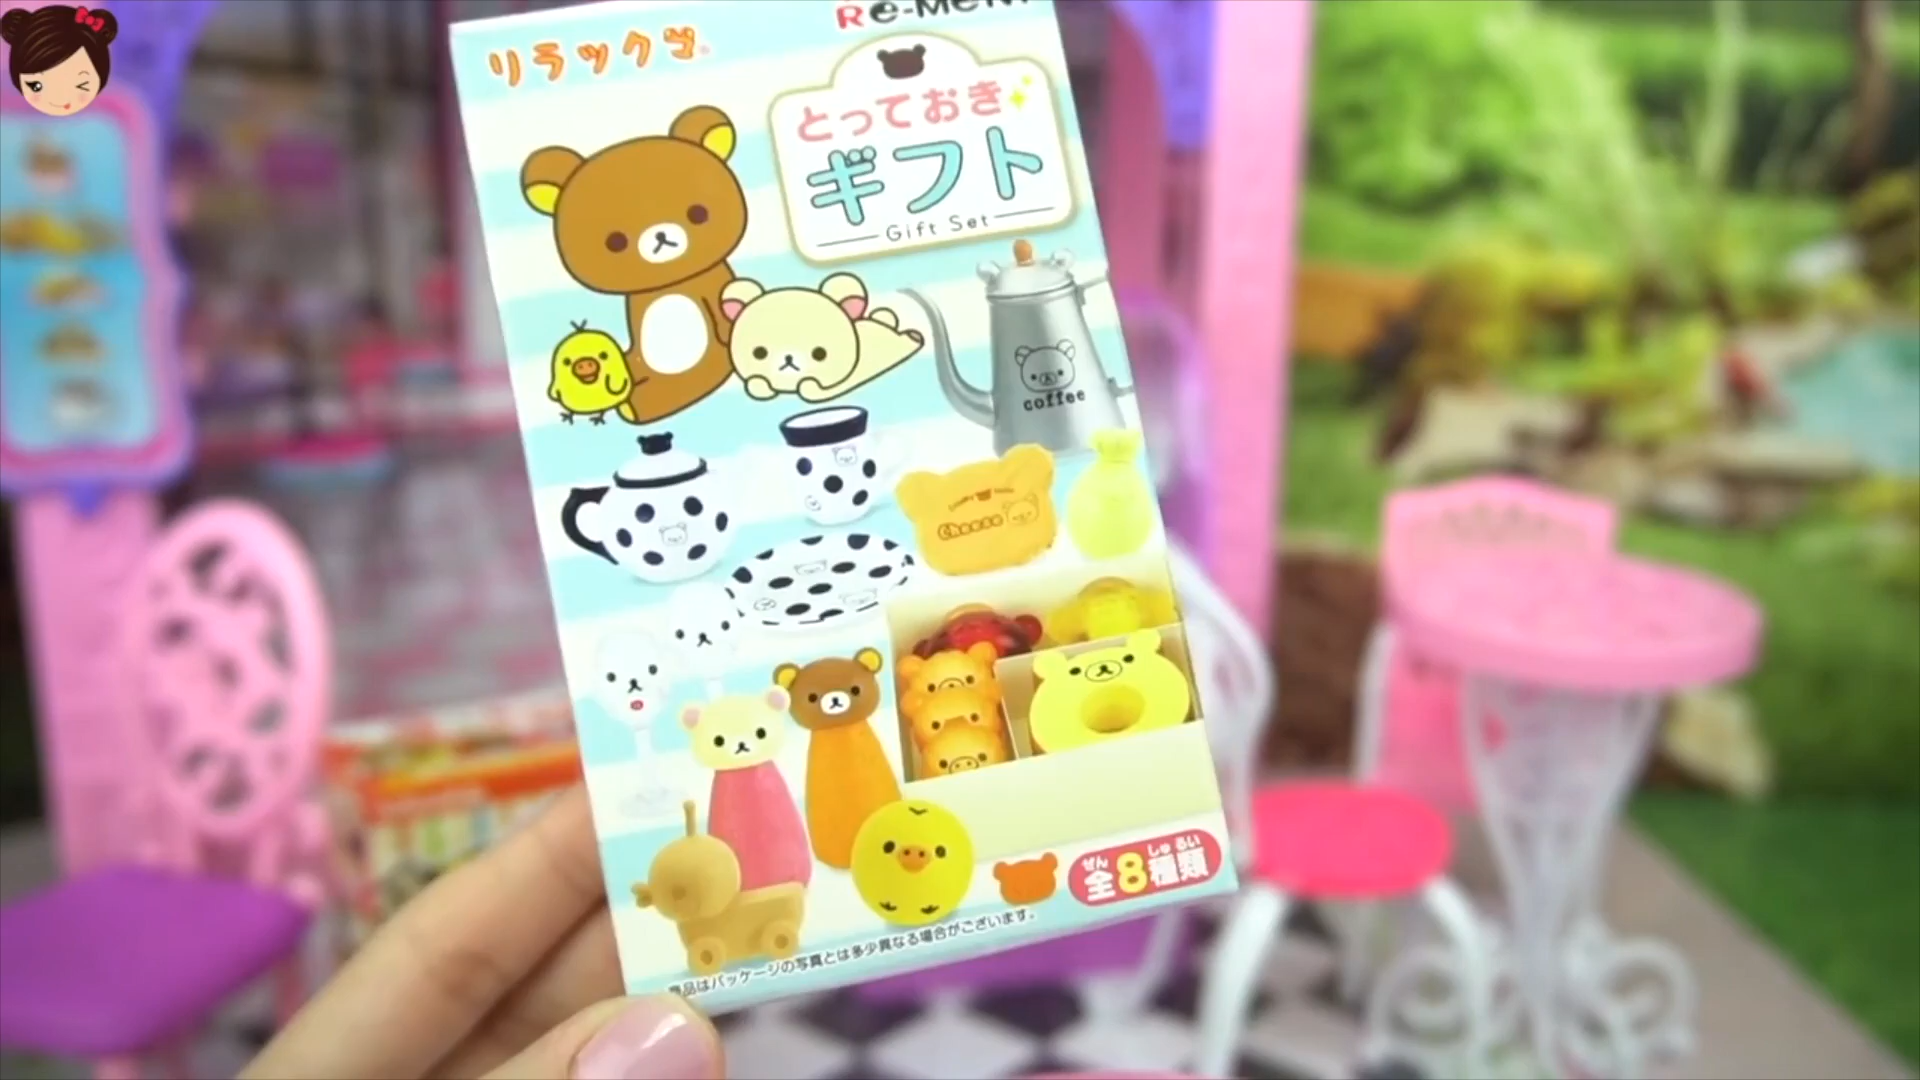 Re-MeNT
リラックマ
とっておき
ギフト
Gift Set
coffee
Cheese
ぜん しゅ るい
全8種類
商品はパッケージの写真とは多少異なる場合がございます。